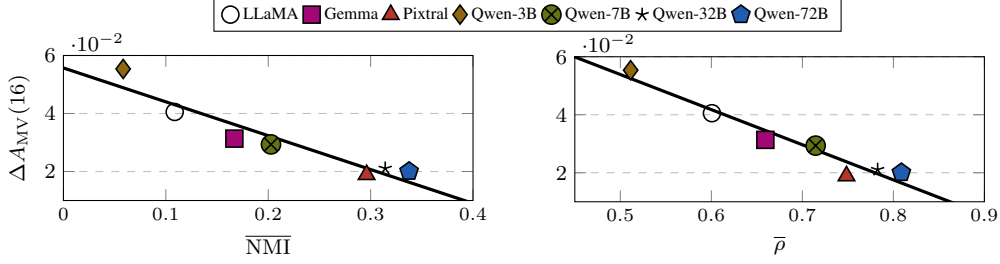 LLaMA Gemma Pixtral Qwen-3B Qwen-7B Qwen-32B Qwen-72B
·10⁻²
6
4
2
0 0.1 0.2 0.3 0.4
ΔA_MV(16)
N̅M̅I̅
·10⁻²
6
4
2
0.5 0.6 0.7 0.8 0.9
ρ̅